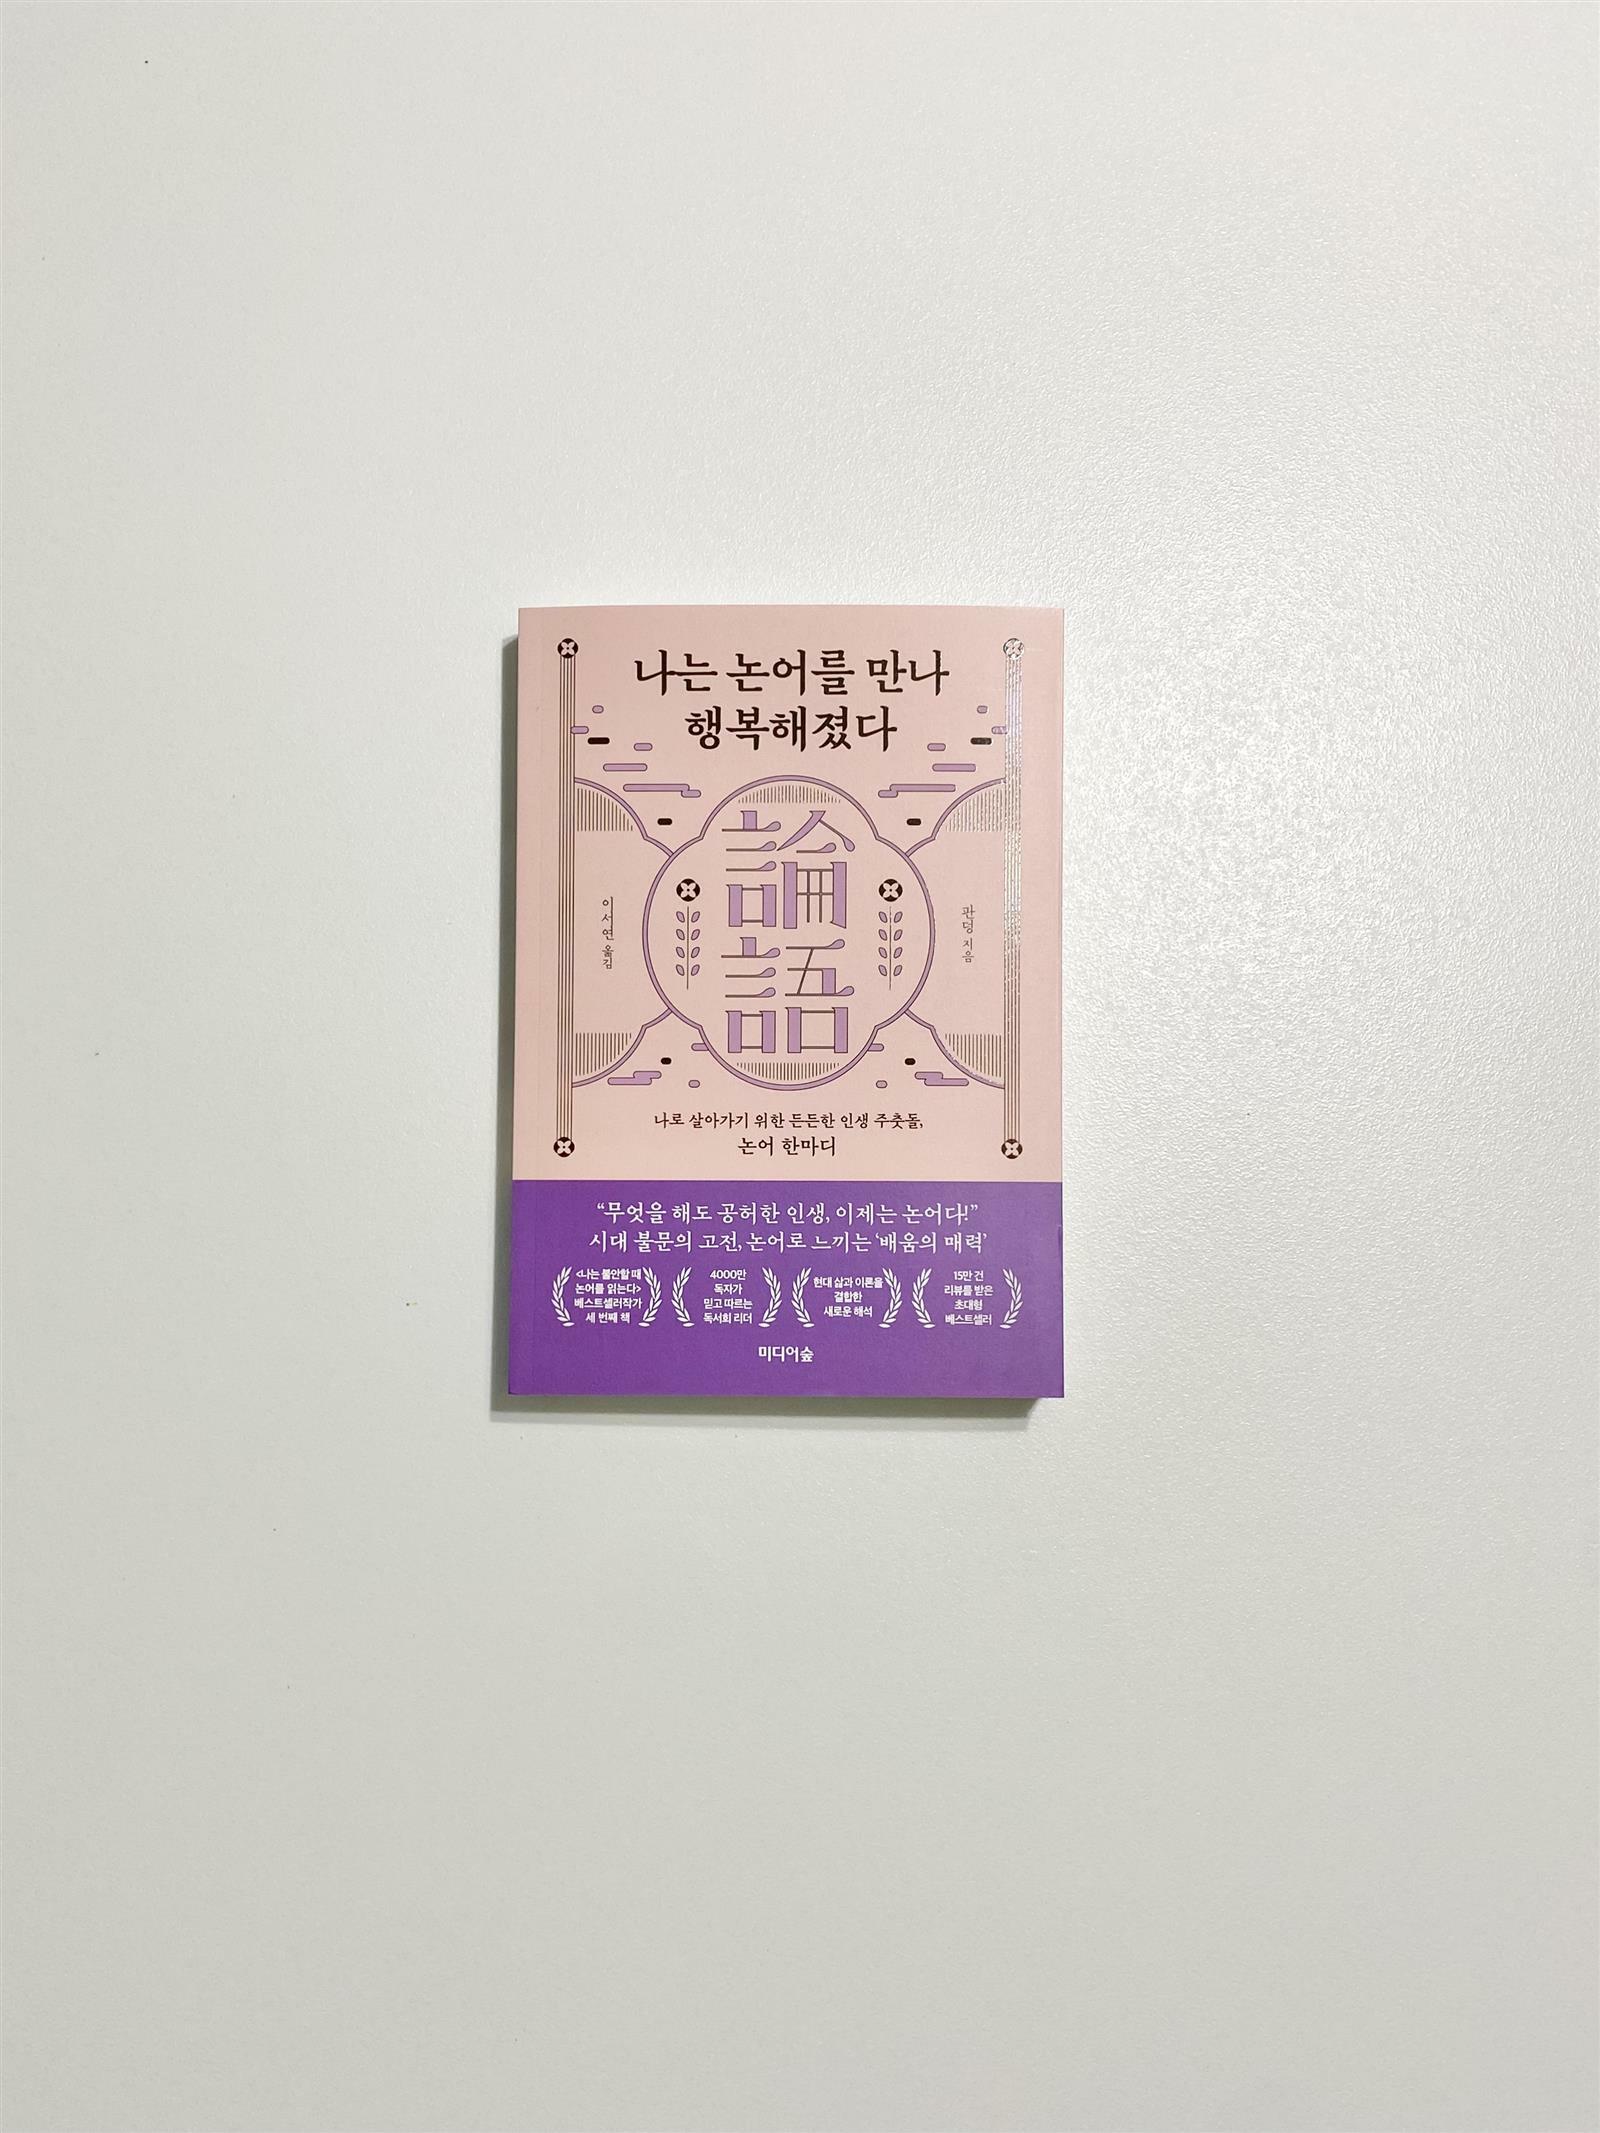 나는 논어를 만나
행복해졌다
論
語
이서연 옮김
판덩 지음
나로 살아가기 위한 든든한 인생 주춧돌,
논어 한마디
“무엇을 해도 공허한 인생, 이제는 논어다!”
시대 불문의 고전, 논어로 느끼는 ‘배움의 매력’
<나는 불안할 때
논어를 읽는다>
베스트셀러작가
세 번째 책
4000만
독자가
믿고 따르는
독서회 리더
현대 삶과 이론을
결합한
새로운 해석
15만 건
리뷰를 받은
초대형
베스트셀러
미디어숲